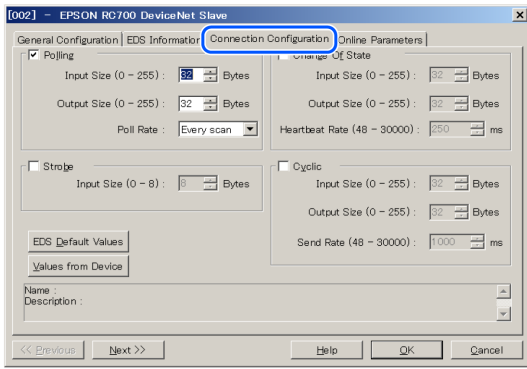 [002] - EPSON RC700 DeviceNet Slave
General Configuration EDS Information Connection Configuration Online Parameters
Polling
Input Size (0 - 255) : 32 Bytes
Output Size (0 - 255) : 32 Bytes
Poll Rate : Every scan
Change Of State
Input Size (0 - 255) : 32 Bytes
Output Size (0 - 255) : 32 Bytes
Heartbeat Rate (48 - 30000) : 250 ms
Strobe
Input Size (0 - 8) : 8 Bytes
Cyclic
Input Size (0 - 255) : 32 Bytes
Output Size (0 - 255) : 32 Bytes
Send Rate (48 - 30000) : 1000 ms
EDS Default Values
Values from Device
Name :
Description :
<< Previous Next >> Help OK Cancel